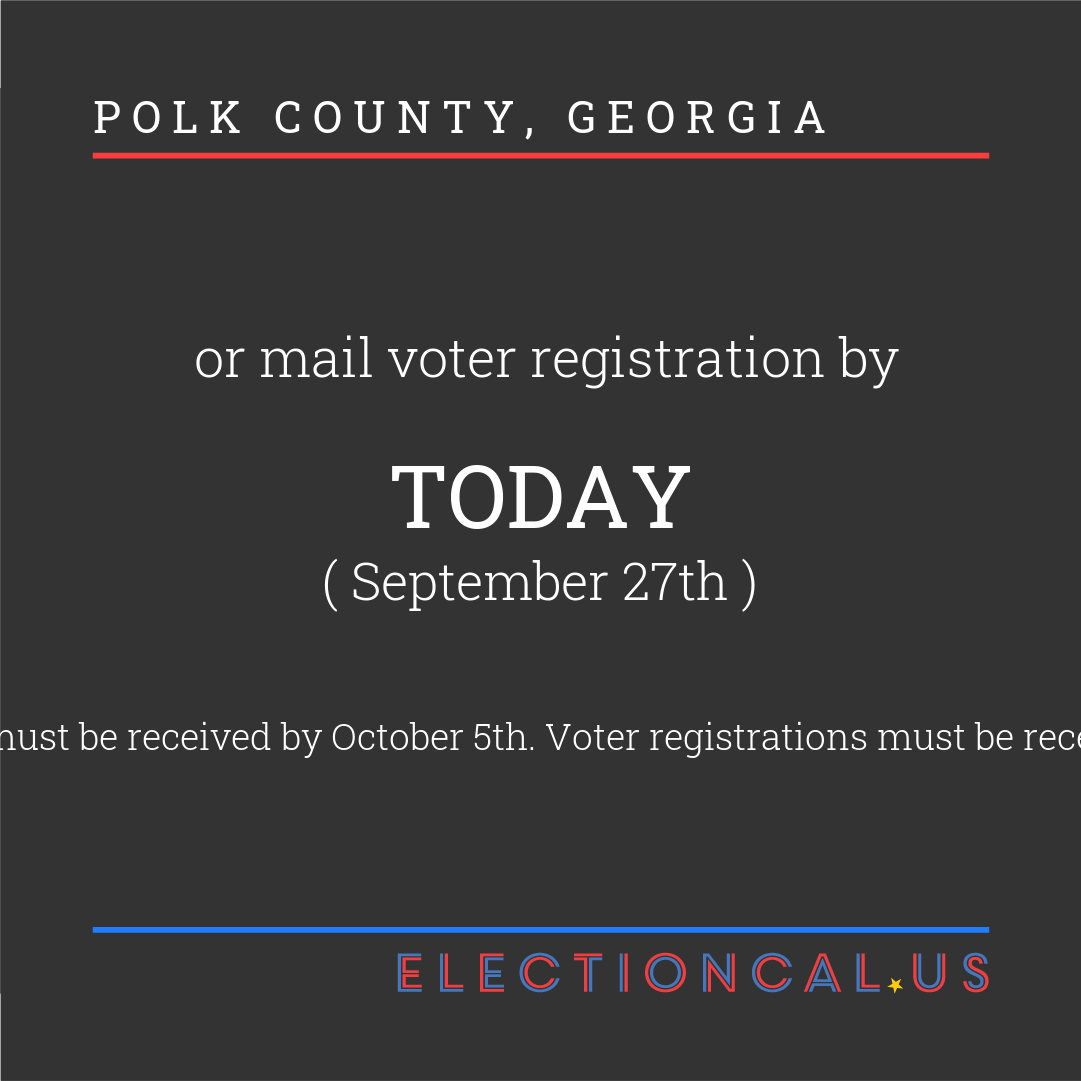 POLK COUNTY, GEORGIA
or mail voter registration by
TODAY
( September 27th )
must be received by October 5th. Voter registrations must be
ELECTIONCAL.US